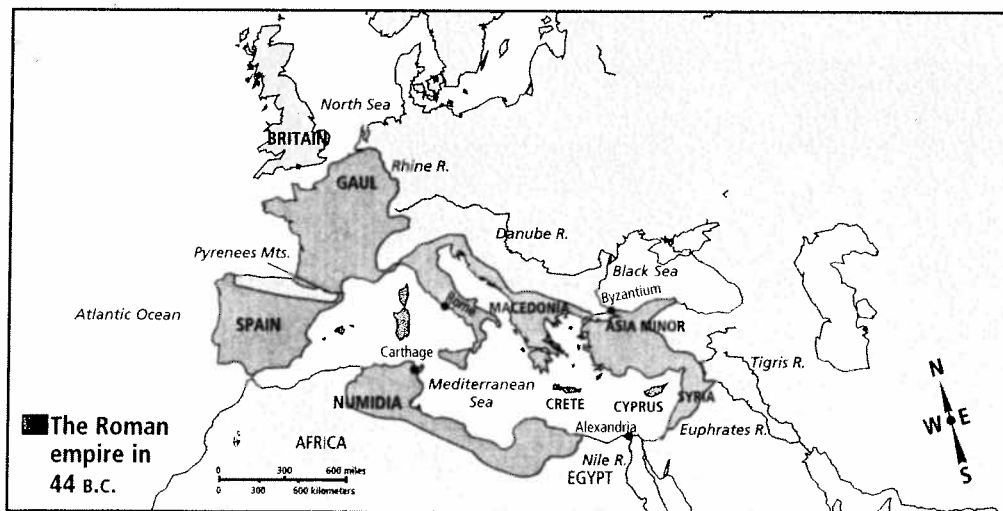 North Sea
BRITAIN
Rhine R.
GAUL
Danube R.
Pyrenees Mts.
Black Sea
Byzantium
Atlantic Ocean
SPAIN
Rome
MACEDONIA
ASIA MINOR
Carthage
Tigris R.
Mediterranean
Sea
NUMIDIA
CRETE
CYPRUS
SYRIA
Alexandria
Euphrates R.
AFRICA
Nile R.
EGYPT
The Roman
empire in
44 B.C.
0 300 600 miles
0 300 600 kilometers
N
W E
S